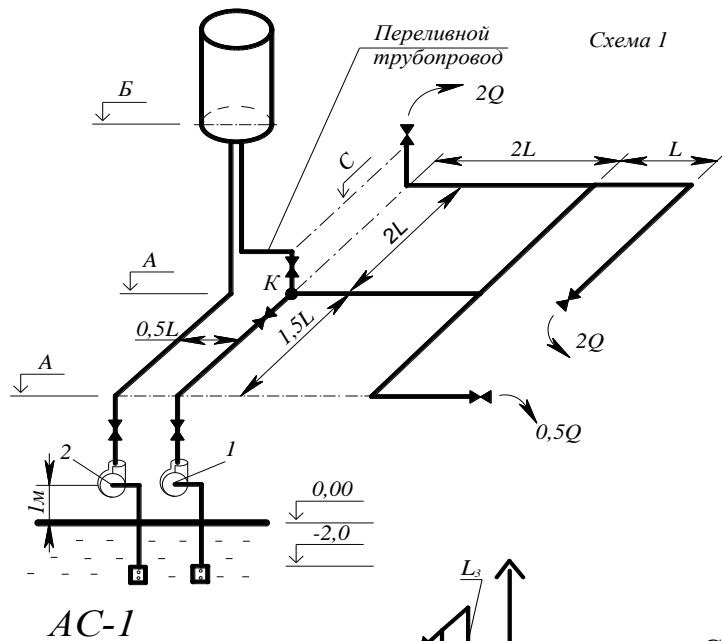 Переливной
трубопровод
Схема 1
Б
2Q
С
2L
L
2L
А
К
0,5L
1,5L
2Q
А
0,5Q
2
1
1м
0,00
-2,0
L₃
АС-1
С